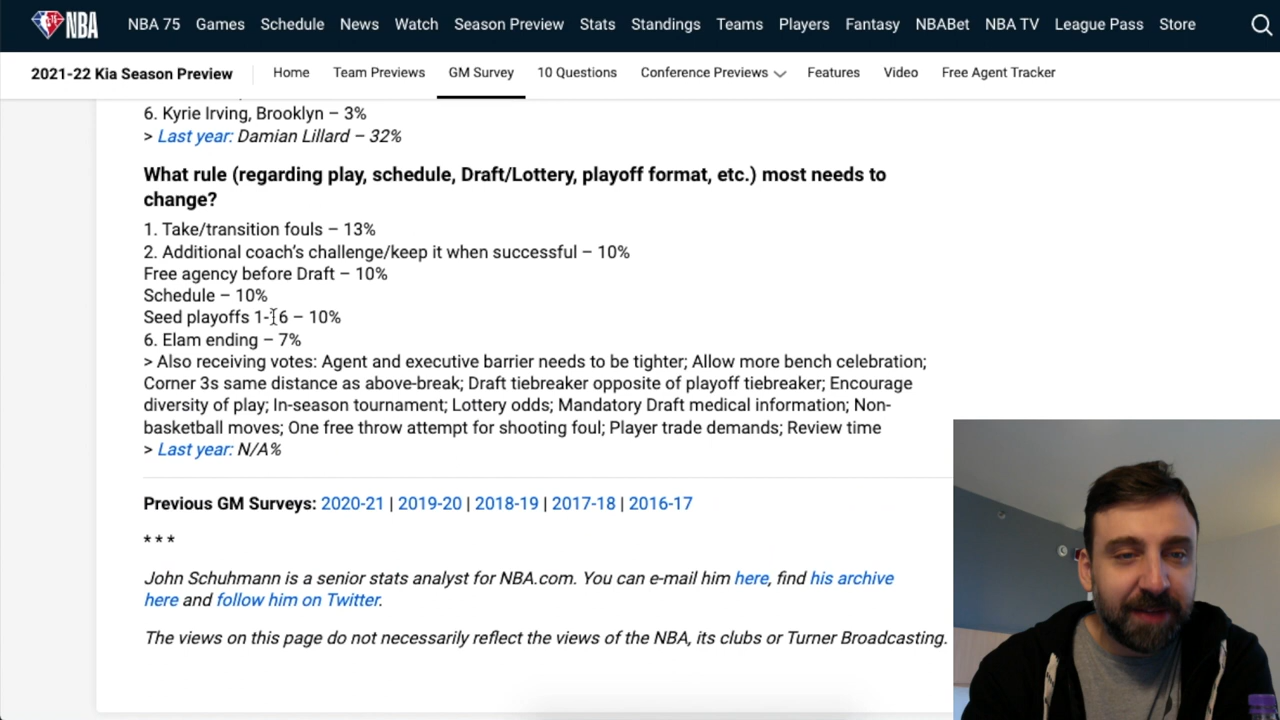 NBA
NBA 75 Games Schedule News Watch Season Preview Stats Standings Teams Players Fantasy NBABet NBA TV League Pass Store
2021-22 Kia Season Preview Home Team Previews GM Survey 10 Questions Conference Previews Features Video Free Agent Tracker
6. Kyrie Irving, Brooklyn – 3%
> Last year: Damian Lillard – 32%
What rule (regarding play, schedule, Draft/Lottery, playoff format, etc.) most needs to
change?
1. Take/transition fouls – 13%
2. Additional coach's challenge/keep it when successful – 10%
Free agency before Draft – 10%
Schedule – 10%
Seed playoffs 1-16 – 10%
6. Elam ending – 7%
> Also receiving votes: Agent and executive barrier needs to be tighter; Allow more bench celebration;
Corner 3s same distance as above-break; Draft tiebreaker opposite of playoff tiebreaker; Encourage
diversity of play; In-season tournament; Lottery odds; Mandatory Draft medical information; Non-
basketball moves; One free throw attempt for shooting foul; Player trade demands; Review time
> Last year: N/A%
Previous GM Surveys: 2020-21 | 2019-20 | 2018-19 | 2017-18 | 2016-17
* * *
John Schuhmann is a senior stats analyst for NBA.com. You can e-mail him here, find his archive
here and follow him on Twitter.
The views on this page do not necessarily reflect the views of the NBA, its clubs or Turner Broadcasting.